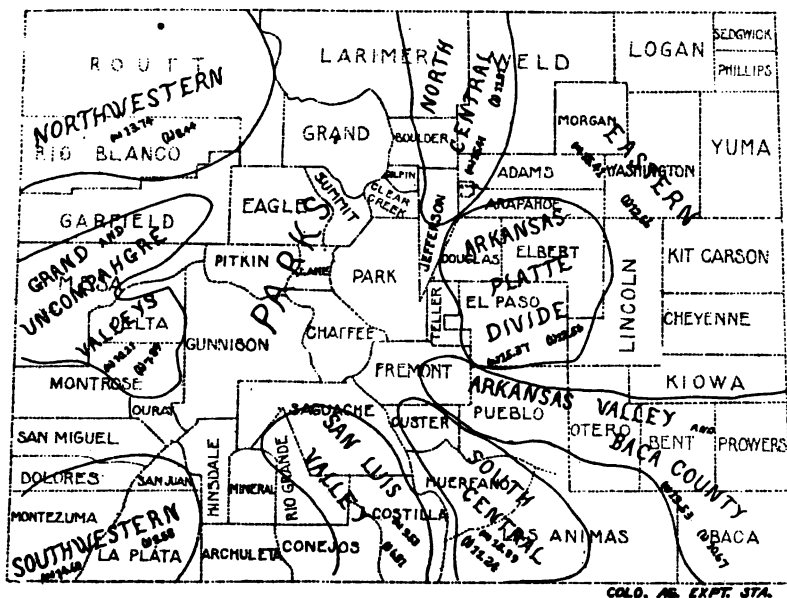 ROUTT
LARIMER
WELD
LOGAN
SEDGWICK
PHILLIPS
NORTHWESTERN
NORTH CENTRAL
RIO BLANCO
GRAND
BOULDER
MORGAN
EASTERN
WASHINGTON
YUMA
GILPIN
CLEAR CREEK
ADAMS
ARAPAHOE
GARFIELD
EAGLE
SUMMIT
JEFFERSON
GRAND AND UNCOMPAHGRE VALLEYS
MESA
PITKIN
LAKE
PARKS
PARK
DOUGLAS
ELBERT
ARKANSAS
PLATTE
DIVIDE
LINCOLN
KIT CARSON
DELTA
GUNNISON
CHAFFEE
TELLER
EL PASO
CHEYENNE
MONTROSE
FREMONT
KIOWA
OURAY
SAGUACHE
CUSTER
PUEBLO
ARKANSAS VALLEY AND
BACA COUNTY
OTERO
BENT
PROWERS
SAN MIGUEL
DOLORES
SAN JUAN
HINSDALE
MINERAL
RIO GRANDE
SAN LUIS
VALLEY
HUERFANO
SOUTH
CENTRAL
MONTEZUMA
SOUTHWESTERN
LA PLATA
ARCHULETA
CONEJOS
COSTILLA
LAS ANIMAS
BACA
COLO. AG. EXPT. STA.